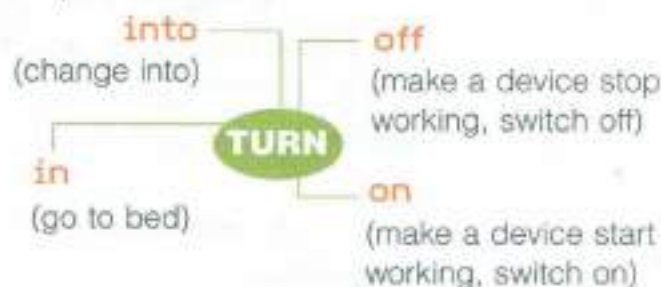 into
(change into)
off
(make a device stop
working, switch off)
TURN
in
(go to bed)
on
(make a device start
working, switch on)